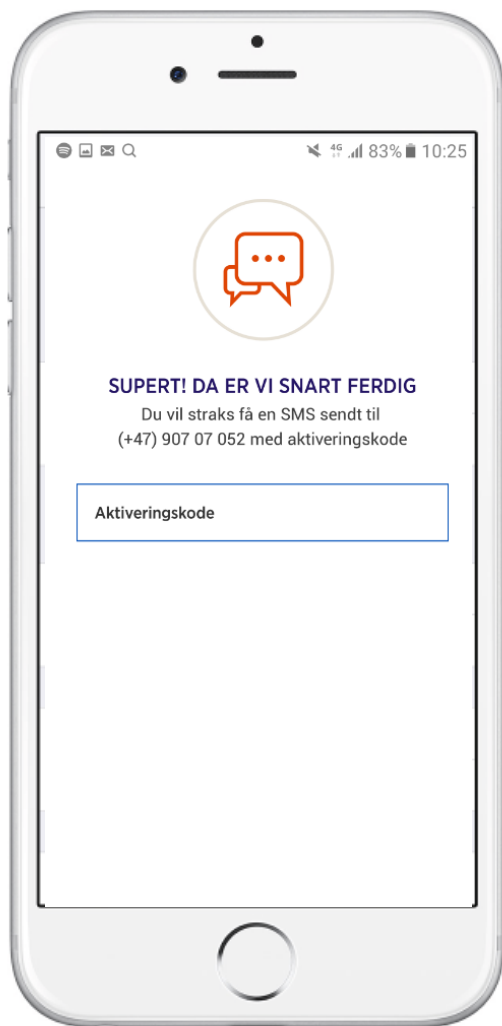 4G 83% 10:25
SUPERT! DA ER VI SNART FERDIG
Du vil straks få en SMS sendt til
(+47) 907 07 052 med aktiveringskode
Aktiveringskode